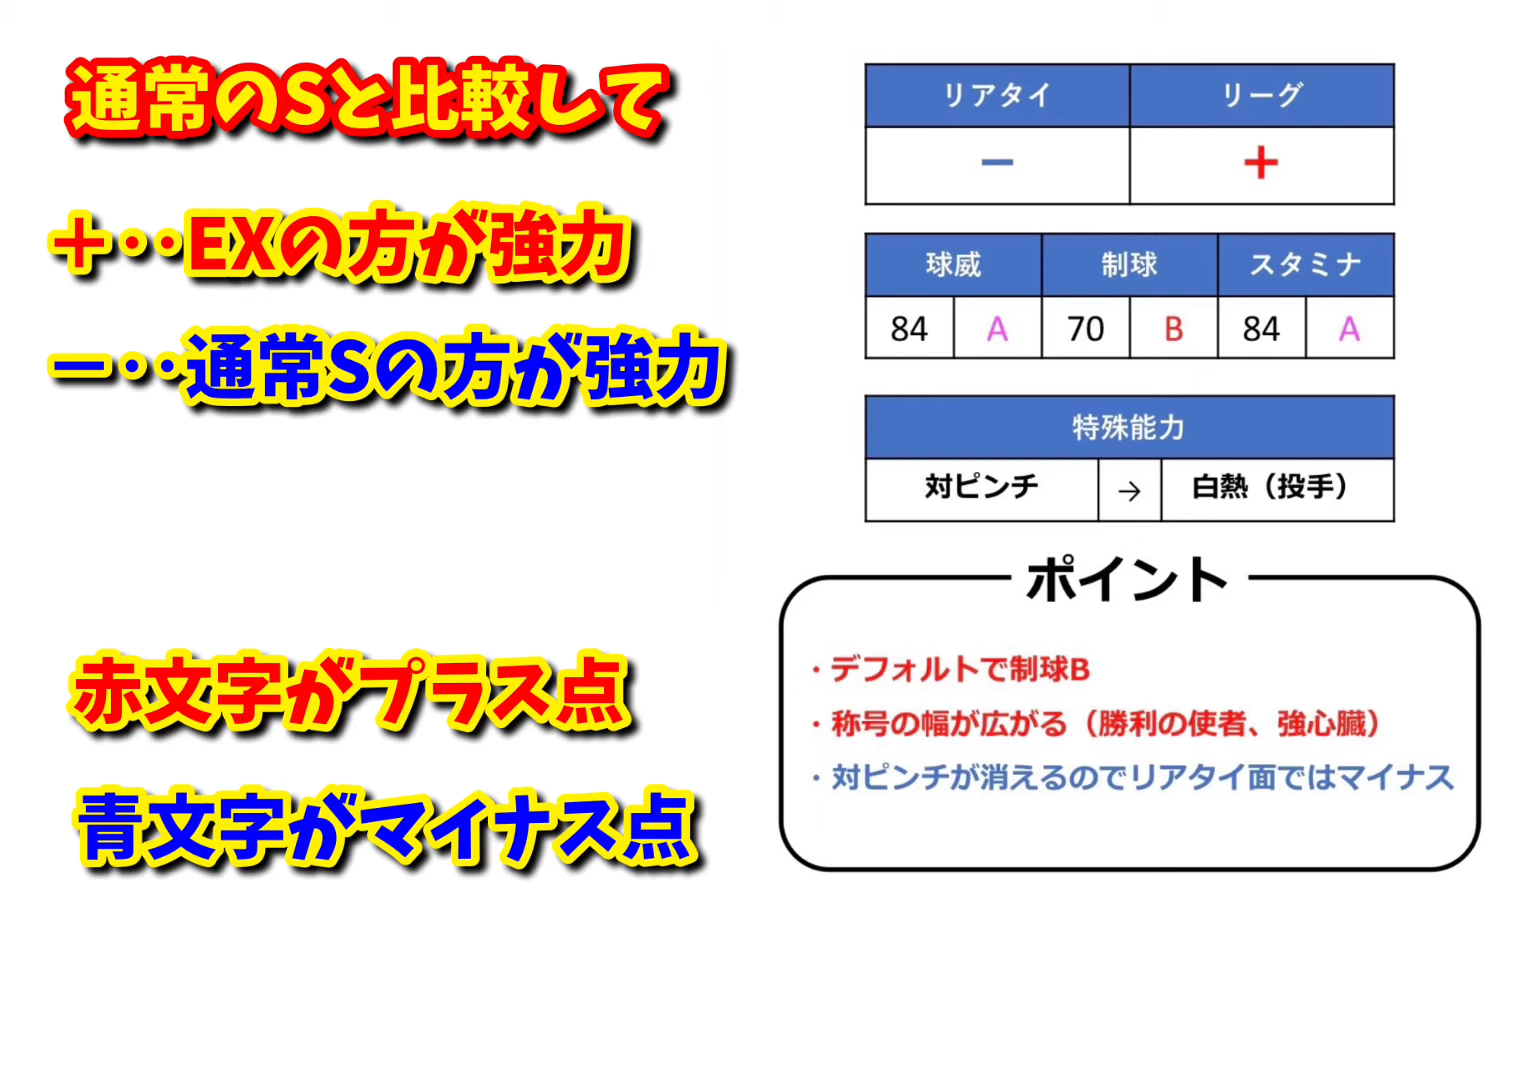 通常のSと比較して
＋‥EXの方が強力
－‥通常Sの方が強力
赤文字がプラス点
青文字がマイナス点
リアタイ リーグ
－ ＋
球威 制球 スタミナ
84 A 70 B 84 A
特殊能力
対ピンチ → 白熱（投手）
ポイント
・デフォルトで制球B
・称号の幅が広がる（勝利の使者、強心臓）
・対ピンチが消えるのでリアタイ面ではマイナス